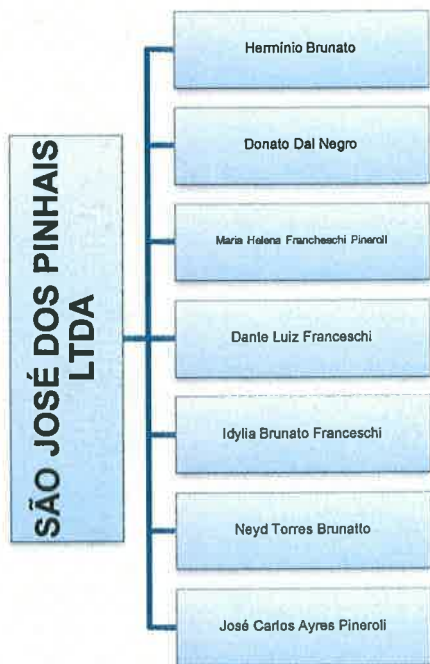 SÃO JOSÉ DOS PINHAIS
LTDA
Hermínio Brunato
Donato Dal Negro
Maria Helena Francheschi Pineroli
Dante Luiz Franceschi
Idylia Brunato Franceschi
Neyd Torres Brunatto
José Carlos Ayres Pineroli